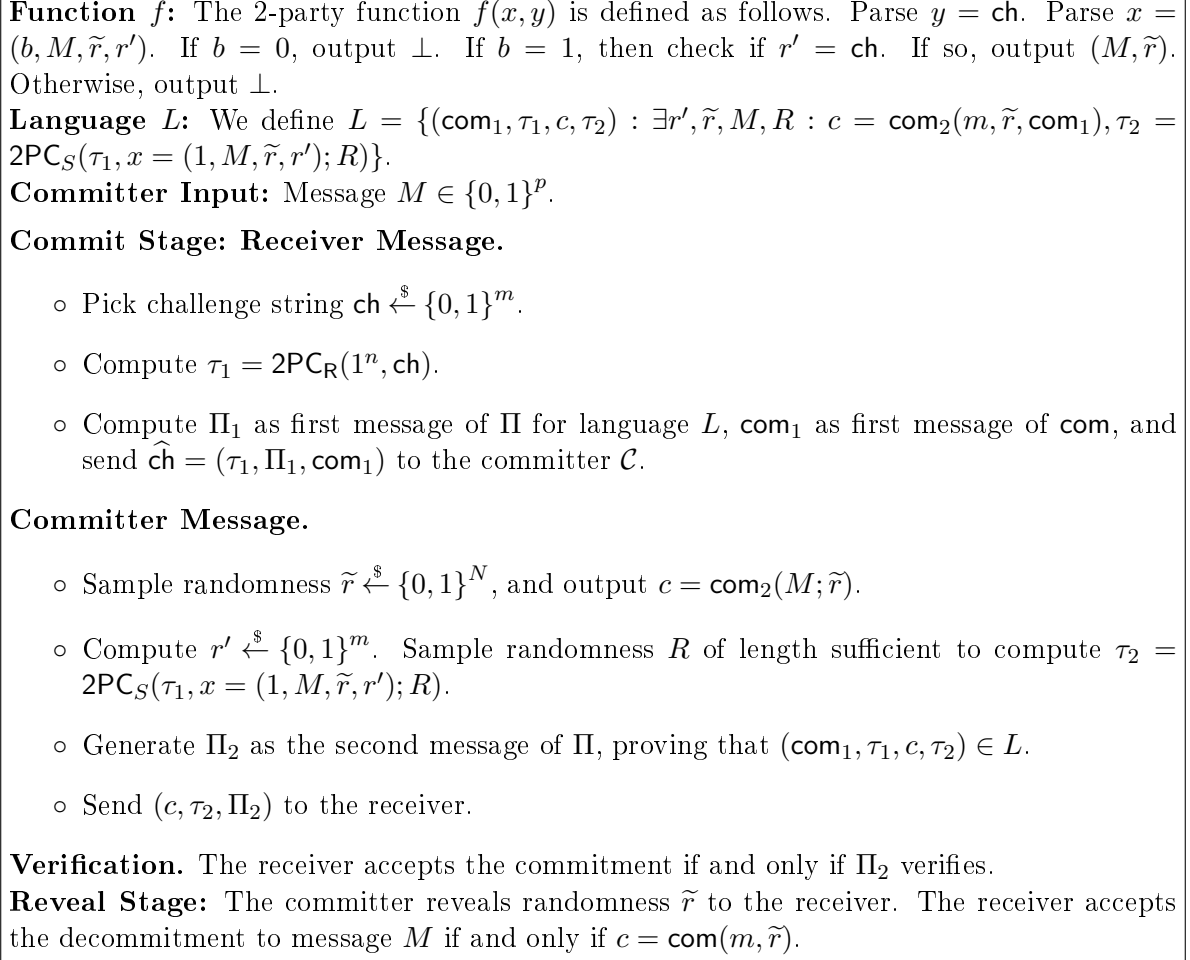 Function f: The 2-party function f(x, y) is defined as follows. Parse y = ch. Parse x =
(b, M, r̃, r′). If b = 0, output ⊥. If b = 1, then check if r′ = ch. If so, output (M, r̃).
Otherwise, output ⊥.
Language L: We define L = {(com₁, τ₁, c, τ₂) : ∃r′, r̃, M, R : c = com₂(m, r̃, com₁), τ₂ =
2PC_S(τ₁, x = (1, M, r̃, r′); R)}.
Committer Input: Message M ∈ {0, 1}^p.
Commit Stage: Receiver Message.
◦ Pick challenge string ch ←$ {0, 1}^m.
◦ Compute τ₁ = 2PC_R(1^n, ch).
◦ Compute Π₁ as first message of Π for language L, com₁ as first message of com, and
send ĉh = (τ₁, Π₁, com₁) to the committer 𝒞.
Committer Message.
◦ Sample randomness r̃ ←$ {0, 1}^N, and output c = com₂(M; r̃).
◦ Compute r′ ←$ {0, 1}^m. Sample randomness R of length sufficient to compute τ₂ =
2PC_S(τ₁, x = (1, M, r̃, r′); R).
◦ Generate Π₂ as the second message of Π, proving that (com₁, τ₁, c, τ₂) ∈ L.
◦ Send (c, τ₂, Π₂) to the receiver.
Verification. The receiver accepts the commitment if and only if Π₂ verifies.
Reveal Stage: The committer reveals randomness r̃ to the receiver. The receiver accepts
the decommitment to message M if and only if c = com(m, r̃).